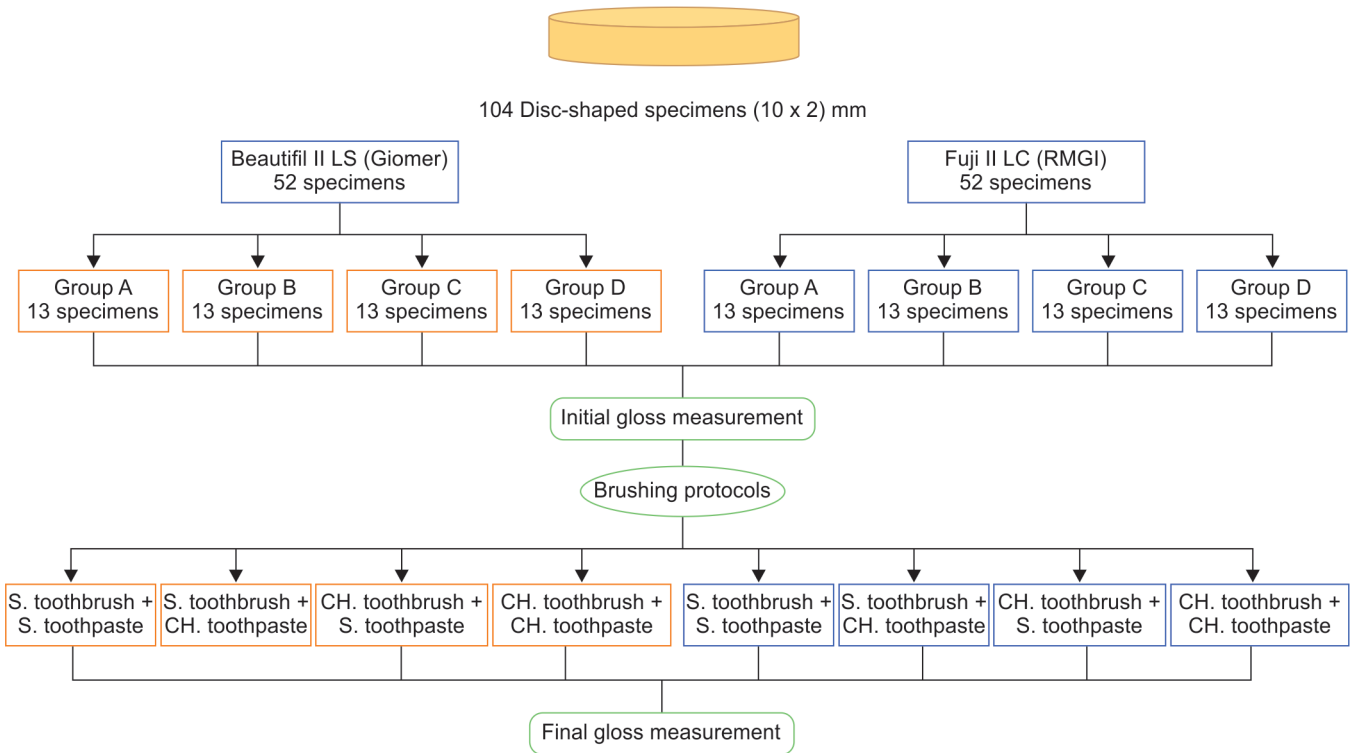 104 Disc-shaped specimens (10 x 2) mm
Beautifil II LS (Giomer)
52 specimens
Fuji II LC (RMGI)
52 specimens
Group A
13 specimens
Group B
13 specimens
Group C
13 specimens
Group D
13 specimens
Group A
13 specimens
Group B
13 specimens
Group C
13 specimens
Group D
13 specimens
Initial gloss measurement
Brushing protocols
S. toothbrush +
S. toothpaste
S. toothbrush +
CH. toothpaste
CH. toothbrush +
S. toothpaste
CH. toothbrush +
CH. toothpaste
S. toothbrush +
S. toothpaste
S. toothbrush +
CH. toothpaste
CH. toothbrush +
S. toothpaste
CH. toothbrush +
CH. toothpaste
Final gloss measurement